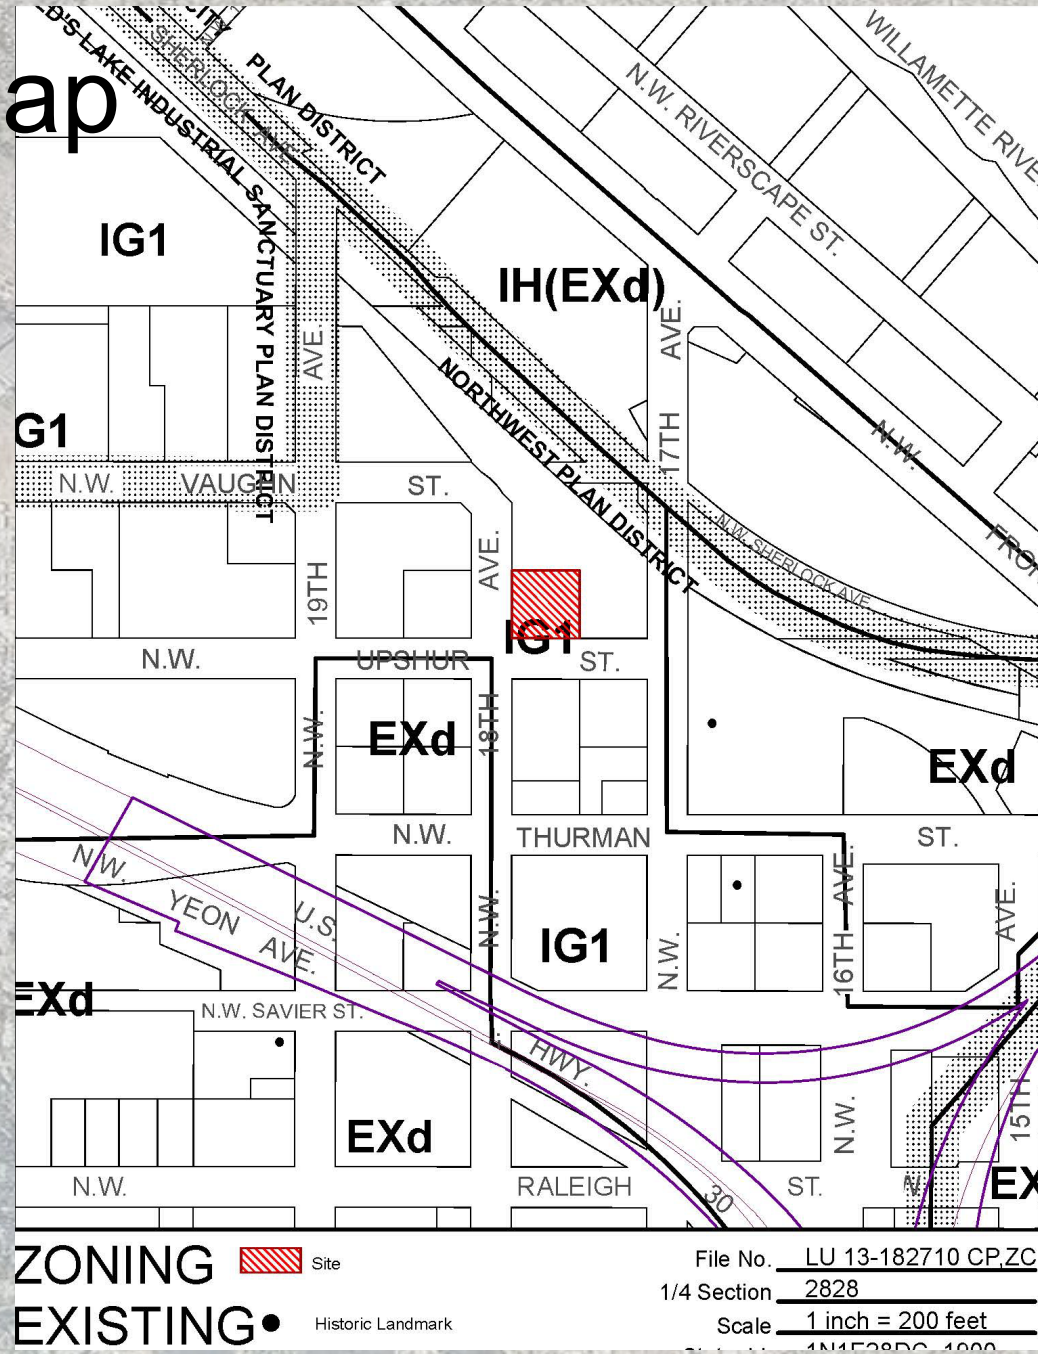 ap
PLAN DISTRICT
SHERLOCK AVE.
LAKE INDUSTRIAL SANCTUARY PLAN DISTRICT
WILLAMETTE RIVE
N.W. RIVERSCAPE ST.
IG1
IH(EXd)
AVE.
AVE.
17TH
NORTHWEST PLAN DISTRICT
G1
N.W. VAUGHN ST.
N.W.
FRON
N.W. SHERLOCK AVE.
19TH
AVE.
IG1
N.W. UPSHUR ST.
N.W.
18TH
EXd
EXd
N.W. THURMAN ST.
N.W. YEON AVE.
U.S.
N.W.
IG1
N.W.
16TH AVE.
AVE.
EXd
N.W. SAVIER ST.
HWY.
EXd
N.W.
15TH
N.W. RALEIGH ST.
30
N.
EX
ZONING
Site
File No. LU 13-182710 CP,ZC
1/4 Section 2828
EXISTING
Historic Landmark
Scale 1 inch = 200 feet